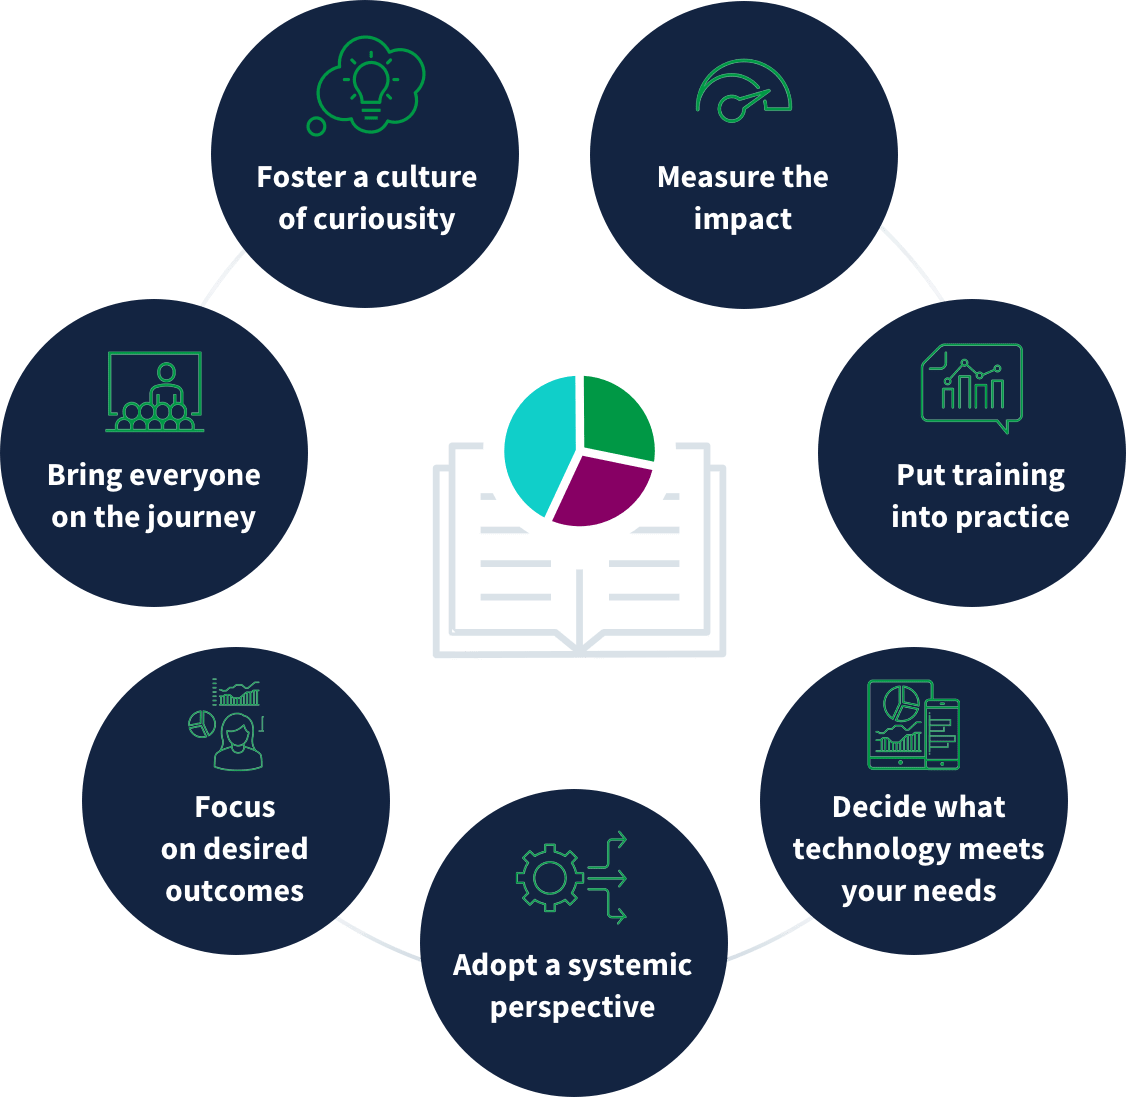 Foster a culture
of curiousity
Measure the
impact
Bring everyone
on the journey
Put training
into practice
Focus
on desired
outcomes
Decide what
technology meets
your needs
Adopt a systemic
perspective